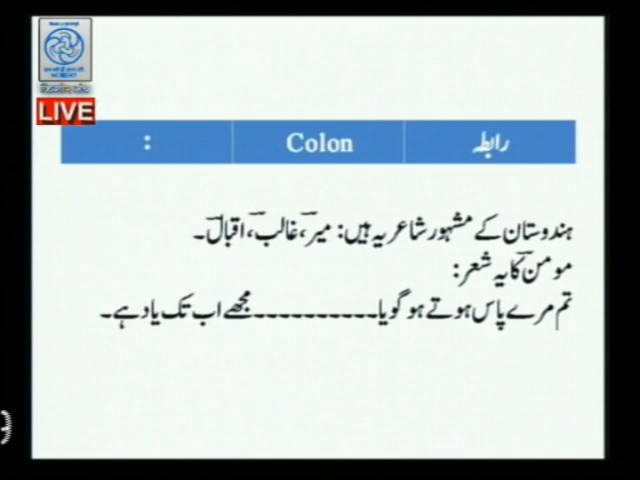 NCERT
LIVE
رابطہ Colon :
ہندوستان کے مشہور شاعر یہ ہیں: میرؔ، غالبؔ، اقبالؔ۔
مومنؔ کا یہ شعر:
تم مرے پاس ہوتے ہو گویا۔۔۔۔۔۔۔۔۔۔مجھے اب تک یاد ہے۔